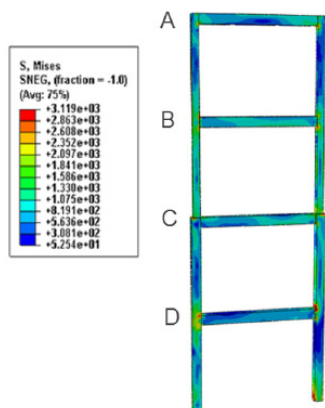 A
S, Mises
SNEG, (fraction = -1.0)
(Avg: 75%)
+3.119e+03
+2.863e+03
+2.608e+03
+2.352e+03
+2.097e+03
+1.841e+03
+1.586e+03
+1.330e+03
+1.075e+03
+8.191e+02
+5.636e+02
+3.081e+02
+5.254e+01
B
C
D